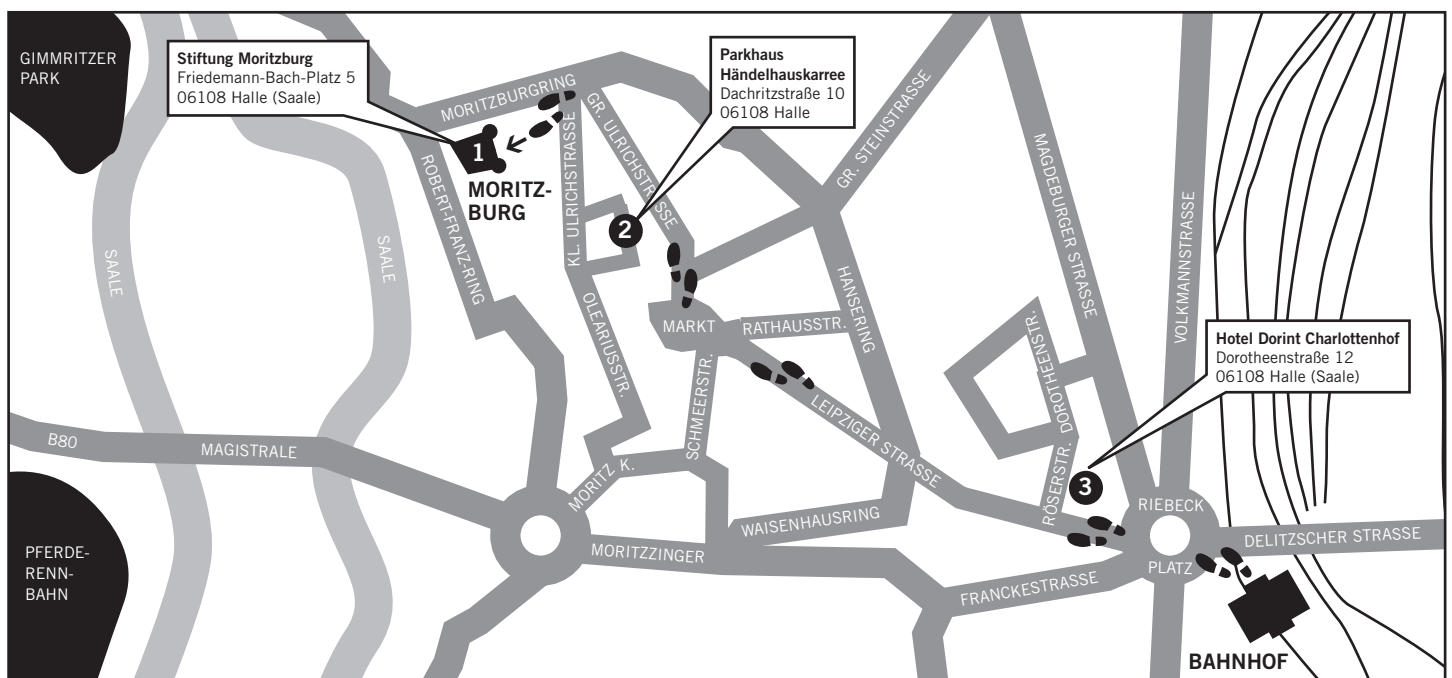 GIMMRITZER
PARK
Stiftung Moritzburg
Friedemann-Bach-Platz 5
06108 Halle (Saale)
Parkhaus
Händelhauskarree
Dachritzstraße 10
06108 Halle
MORITZBURGRING
GR. ULRICHSTRASSE
KL. ULRICHSTRASSE
1
MORITZ-
BURG
ROBERT-FRANZ-RING
2
GR. STEINSTRASSE
MAGDEBURGER STRASSE
VOLKMANNSTRASSE
SAALE
SAALE
OLEARIUSSTR.
MARKT
RATHAUSSTR.
HANSERING
DOROTHEENSTR.
Hotel Dorint Charlottenhof
Dorotheenstraße 12
06108 Halle (Saale)
SCHMEERSTR.
LEIPZIGER STRASSE
B80
MAGISTRALE
MORITZ K.
RÖSERSTR.
3
RIEBECK
PLATZ
WAISENHAUSRING
DELITZSCHER STRASSE
MORITZZINGER
FRANCKESTRASSE
PFERDE-
RENN-
BAHN
BAHNHOF